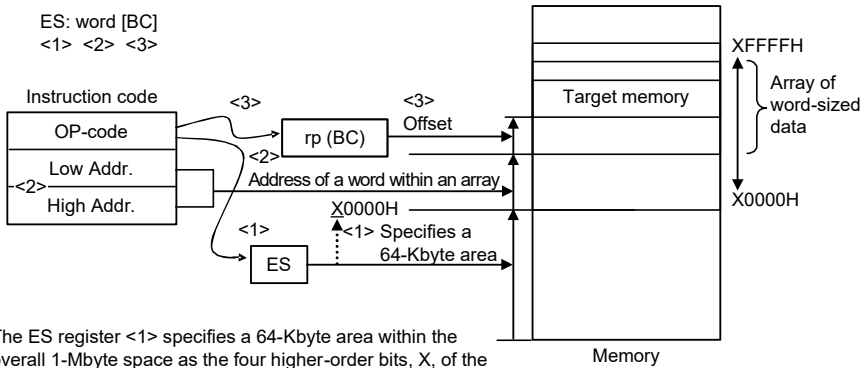 ES: word [BC]
<1> <2> <3>
XFFFFH
Array of
word-sized
data
Instruction code
<3>
<3>
Target memory
OP-code
rp (BC)
Offset
<2>
Low Addr.
Address of a word within an array
<2>
High Addr.
X0000H
X0000H
<1>
<1> Specifies a
64-Kbyte area
ES
The ES register <1> specifies a 64-Kbyte area within the
overall 1-Mbyte space as the four higher-order bits, X, of the
Memory